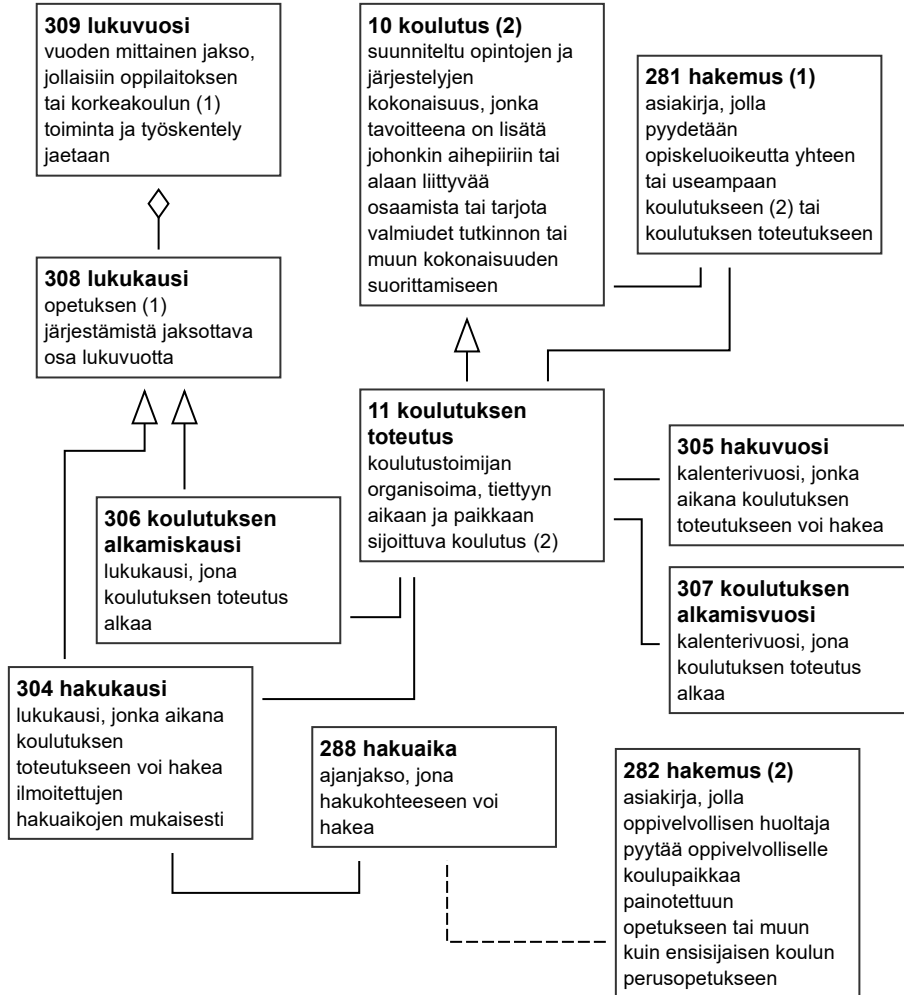 309 lukuvuosi
vuoden mittainen jakso,
jollaisiin oppilaitoksen
tai korkeakoulun (1)
toiminta ja työskentely
jaetaan
10 koulutus (2)
suunniteltu opintojen ja
järjestelyjen
kokonaisuus, jonka
tavoitteena on lisätä
johonkin aihepiiriin tai
alaan liittyvää
osaamista tai tarjota
valmiudet tutkinnon tai
muun kokonaisuuden
suorittamiseen
281 hakemus (1)
asiakirja, jolla
pyydetään
opiskeluoikeutta yhteen
tai useampaan
koulutukseen (2) tai
koulutuksen toteutukseen
308 lukukausi
opetuksen (1)
järjestämistä jaksottava
osa lukuvuotta
11 koulutuksen
toteutus
koulutustoimijan
organisoima, tiettyyn
aikaan ja paikkaan
sijoittuva koulutus (2)
305 hakuvuosi
kalenterivuosi, jonka
aikana koulutuksen
toteutukseen voi hakea
306 koulutuksen
alkamiskausi
lukukausi, jona
koulutuksen toteutus
alkaa
307 koulutuksen
alkamisvuosi
kalenterivuosi, jona
koulutuksen toteutus
alkaa
304 hakukausi
lukukausi, jonka aikana
koulutuksen
toteutukseen voi hakea
ilmoitettujen
hakuaikojen mukaisesti
288 hakuaika
ajanjakso, jona
hakukohteeseen voi
hakea
282 hakemus (2)
asiakirja, jolla
oppivelvollisen huoltaja
pyytää oppivelvolliselle
koulupaikkaa
painotettuun
opetukseen tai muun
kuin ensisijaisen koulun
perusopetukseen